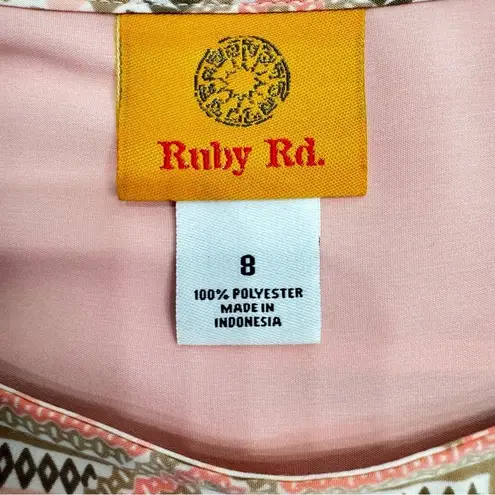 Ruby Rd.
8
100% POLYESTER
MADE IN
INDONESIA